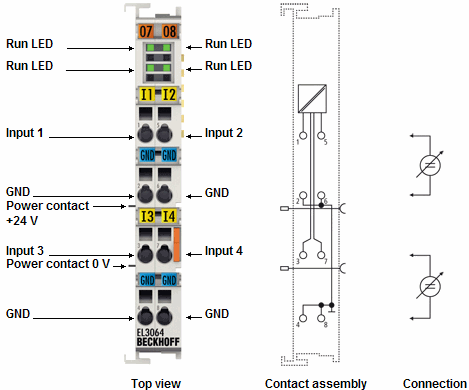 07 08
Run LED
Run LED
Run LED
Run LED
I1 I2
Input 1
Input 2
1 5
GND GND
GND
GND
2 6
Power contact
+24 V
I3 I4
Input 3
Input 4
Power contact 0 V
3 7
GND GND
GND
GND
4 8
EL3064
BECKHOFF
Top view
Contact assembly
Connection